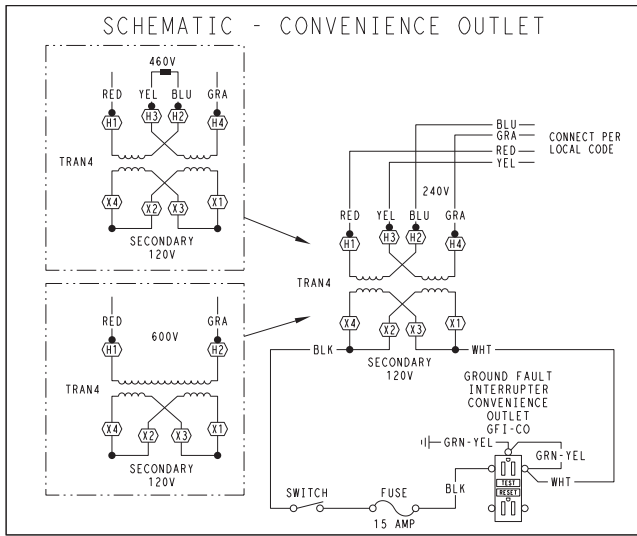 SCHEMATIC - CONVENIENCE OUTLET
460V
RED YEL BLU GRA
H1 H3 H2 H4
TRAN4
X4 X2 X3 X1
SECONDARY
120V
600V
RED GRA
H1 H2
TRAN4
X4 X2 X3 X1
SECONDARY
120V
BLU
GRA
RED
YEL
CONNECT PER
LOCAL CODE
240V
RED YEL BLU GRA
H1 H3 H2 H4
TRAN4
X4 X2 X3 X1
BLK
WHT
SECONDARY
120V
GROUND FAULT
INTERRUPTER
CONVENIENCE
OUTLET
GFI-CO
GRN-YEL
GRN-YEL
WHT
TEST
RESET
BLK
SWITCH
FUSE
15 AMP